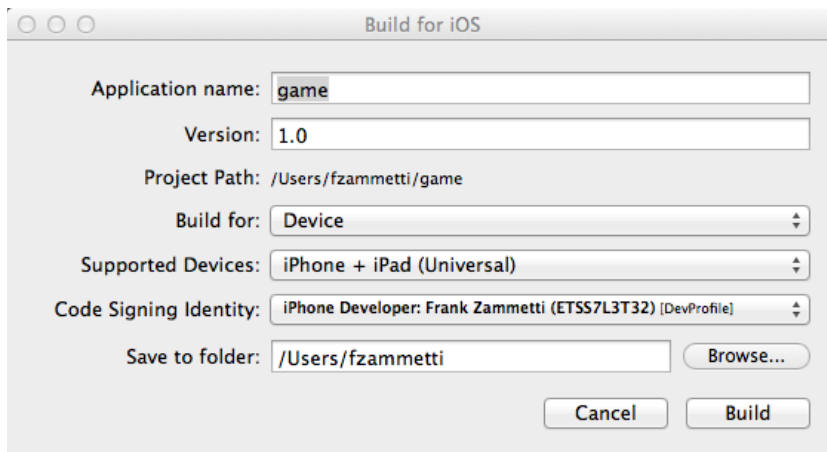 Build for iOS
Application name: game
Version: 1.0
Project Path: /Users/fzammetti/game
Build for: Device
Supported Devices: iPhone + iPad (Universal)
Code Signing Identity: iPhone Developer: Frank Zammetti (ETSS7L3T32) [DevProfile]
Save to folder: /Users/fzammetti Browse...
Cancel Build